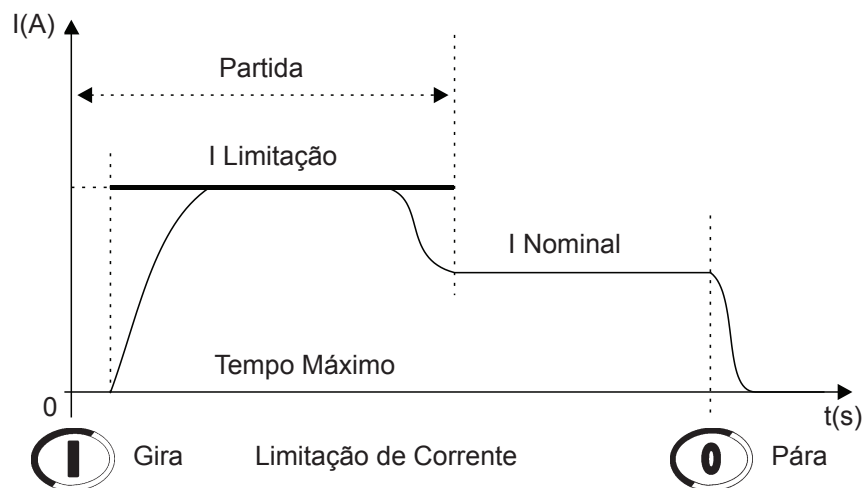 I(A)
Partida
I Limitação
I Nominal
Tempo Máximo
0
t(s)
I Gira
Limitação de Corrente
0 Pára